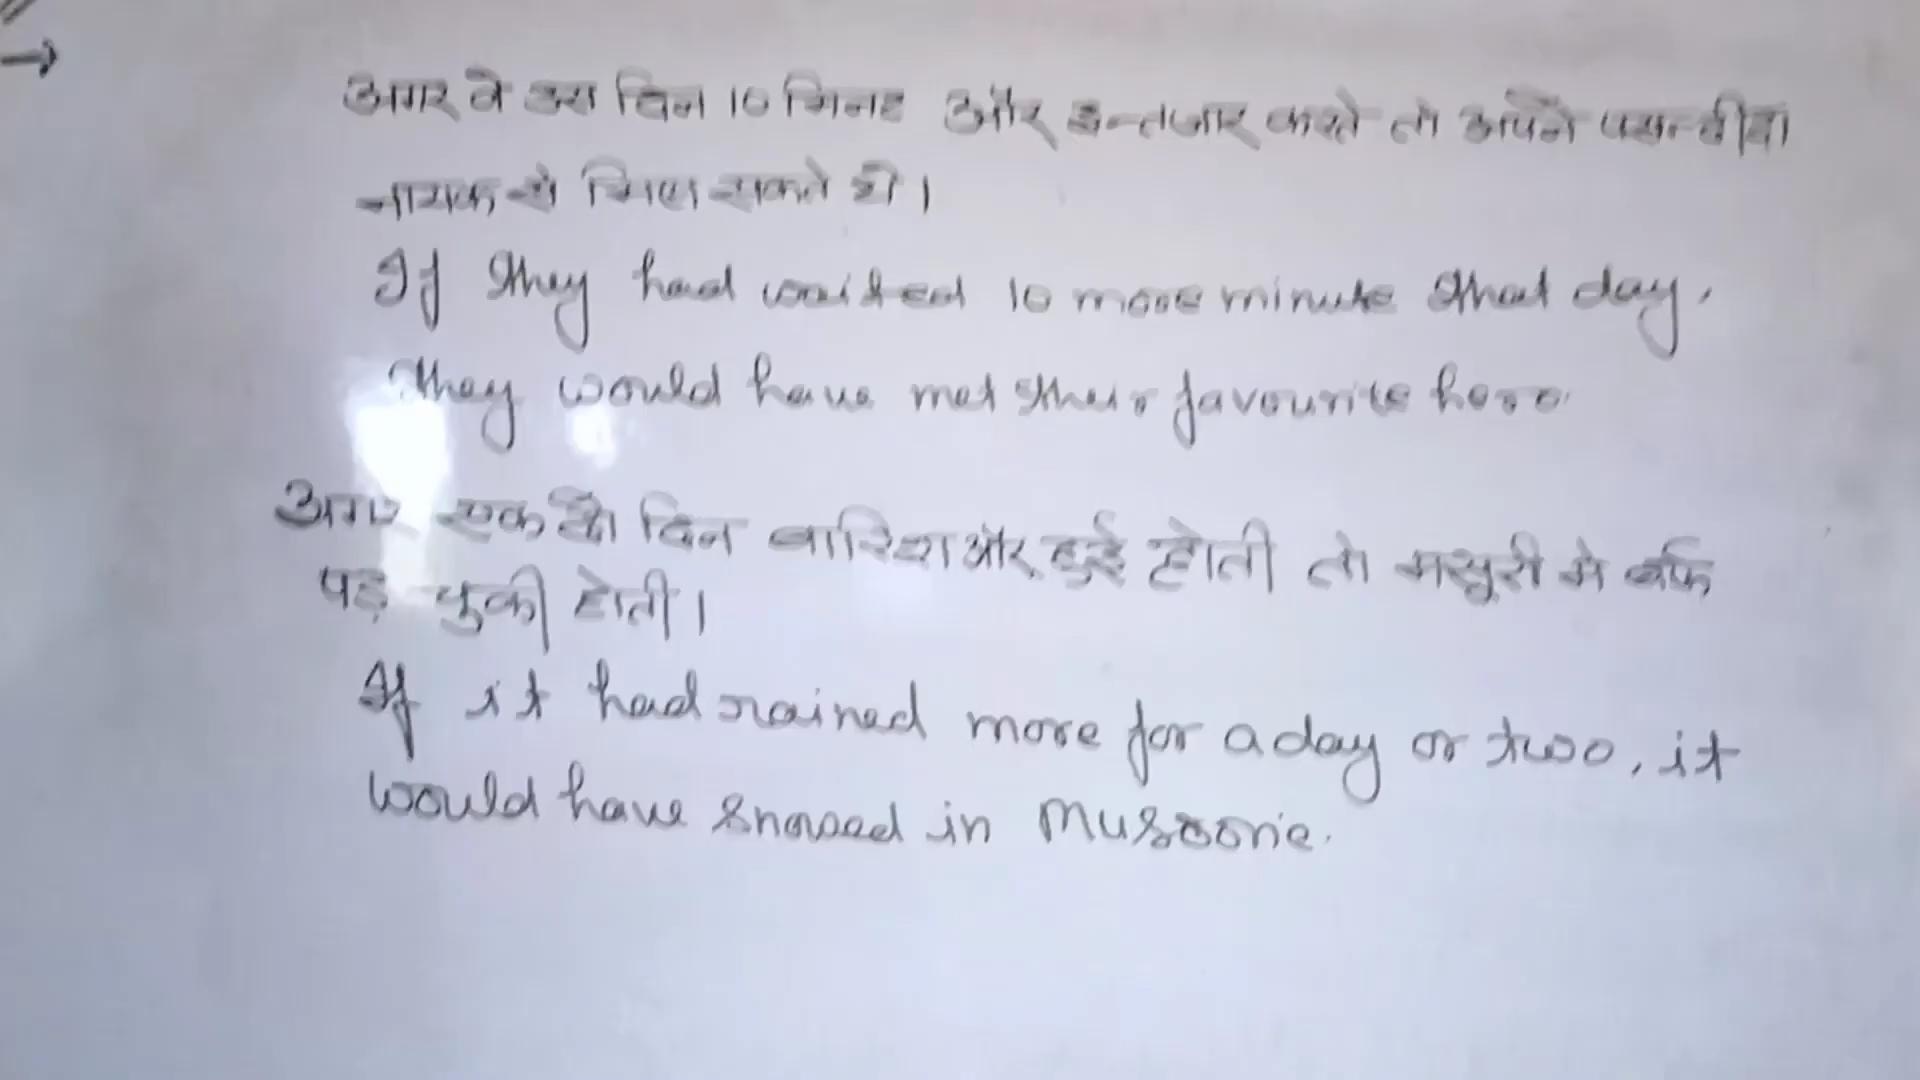 →
अगर वे उस दिन 10 मिनट और इन्तजार करते तो अपने पसन्दीदा
नायक से मिल सकते थे।
If they had waited 10 more minute that day,
they would have met their favourite hero.
अगर एक दो दिन बारिश और हुई होती तो मसूरी मे बर्फ
पड़ चुकी होती।
If it had rained more for a day or two, it
would have snowed in Mussorie.